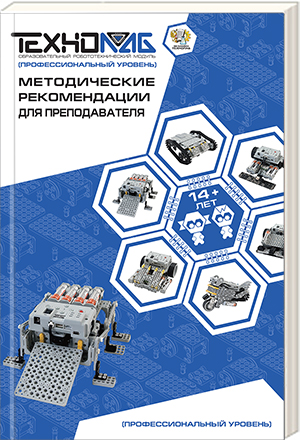 ТЕХНОЛАБ
ОБРАЗОВАТЕЛЬНЫЙ РОБОТОТЕХНИЧЕСКИЙ МОДУЛЬ
(ПРОФЕССИОНАЛЬНЫЙ УРОВЕНЬ)
МЕТОДИЧЕСКИЕ
РЕКОМЕНДАЦИИ
ДЛЯ ПРЕПОДАВАТЕЛЯ
14+
ЛЕТ
(ПРОФЕССИОНАЛЬНЫЙ УРОВЕНЬ)